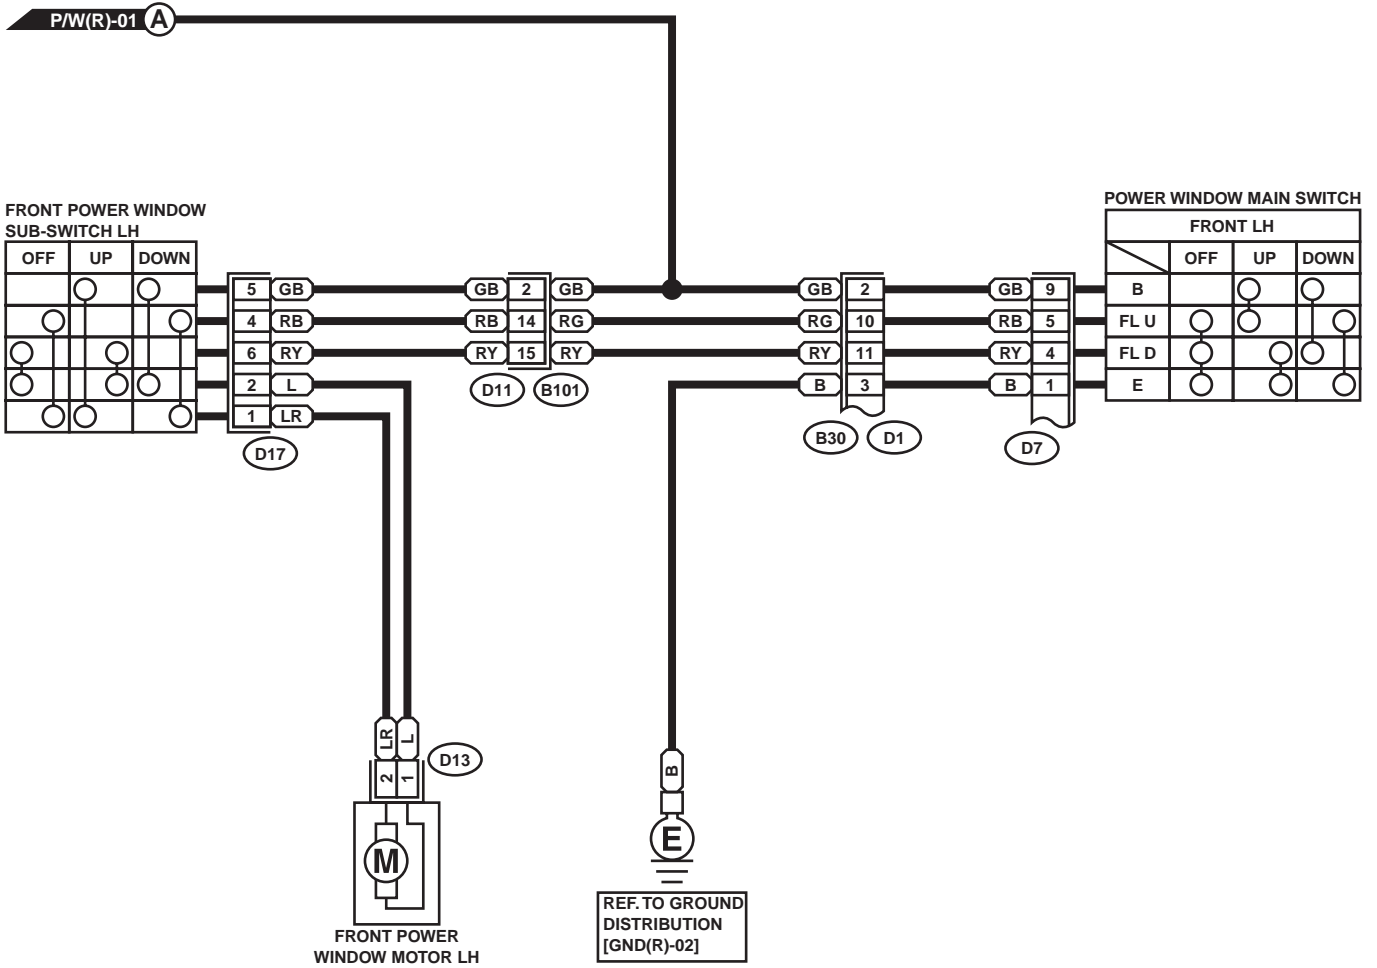 P/W(R)-01 A
POWER WINDOW MAIN SWITCH
FRONT LH
OFF UP DOWN
FRONT POWER WINDOW
SUB-SWITCH LH
OFF UP DOWN
5 GB GB 2 GB GB 2 GB 9 B
4 RB RB 14 RG RG 10 RB 5 FL U
6 RY RY 15 RY RY 11 RY 4 FL D
2 L B 3 B 1 E
1 LR
D11 B101
B30 D1
D7
D17
LR L
2 1
D13
B
M
E
REF. TO GROUND
DISTRIBUTION
[GND(R)-02]
FRONT POWER
WINDOW MOTOR LH